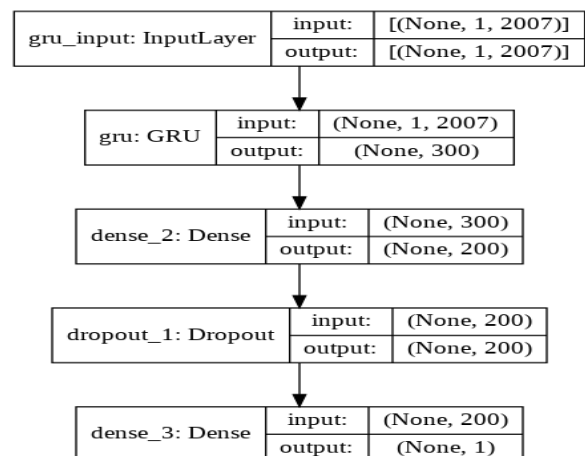 gru_input: InputLayer
input: [(None, 1, 2007)]
output: [(None, 1, 2007)]
gru: GRU
input: (None, 1, 2007)
output: (None, 300)
dense_2: Dense
input: (None, 300)
output: (None, 200)
dropout_1: Dropout
input: (None, 200)
output: (None, 200)
dense_3: Dense
input: (None, 200)
output: (None, 1)